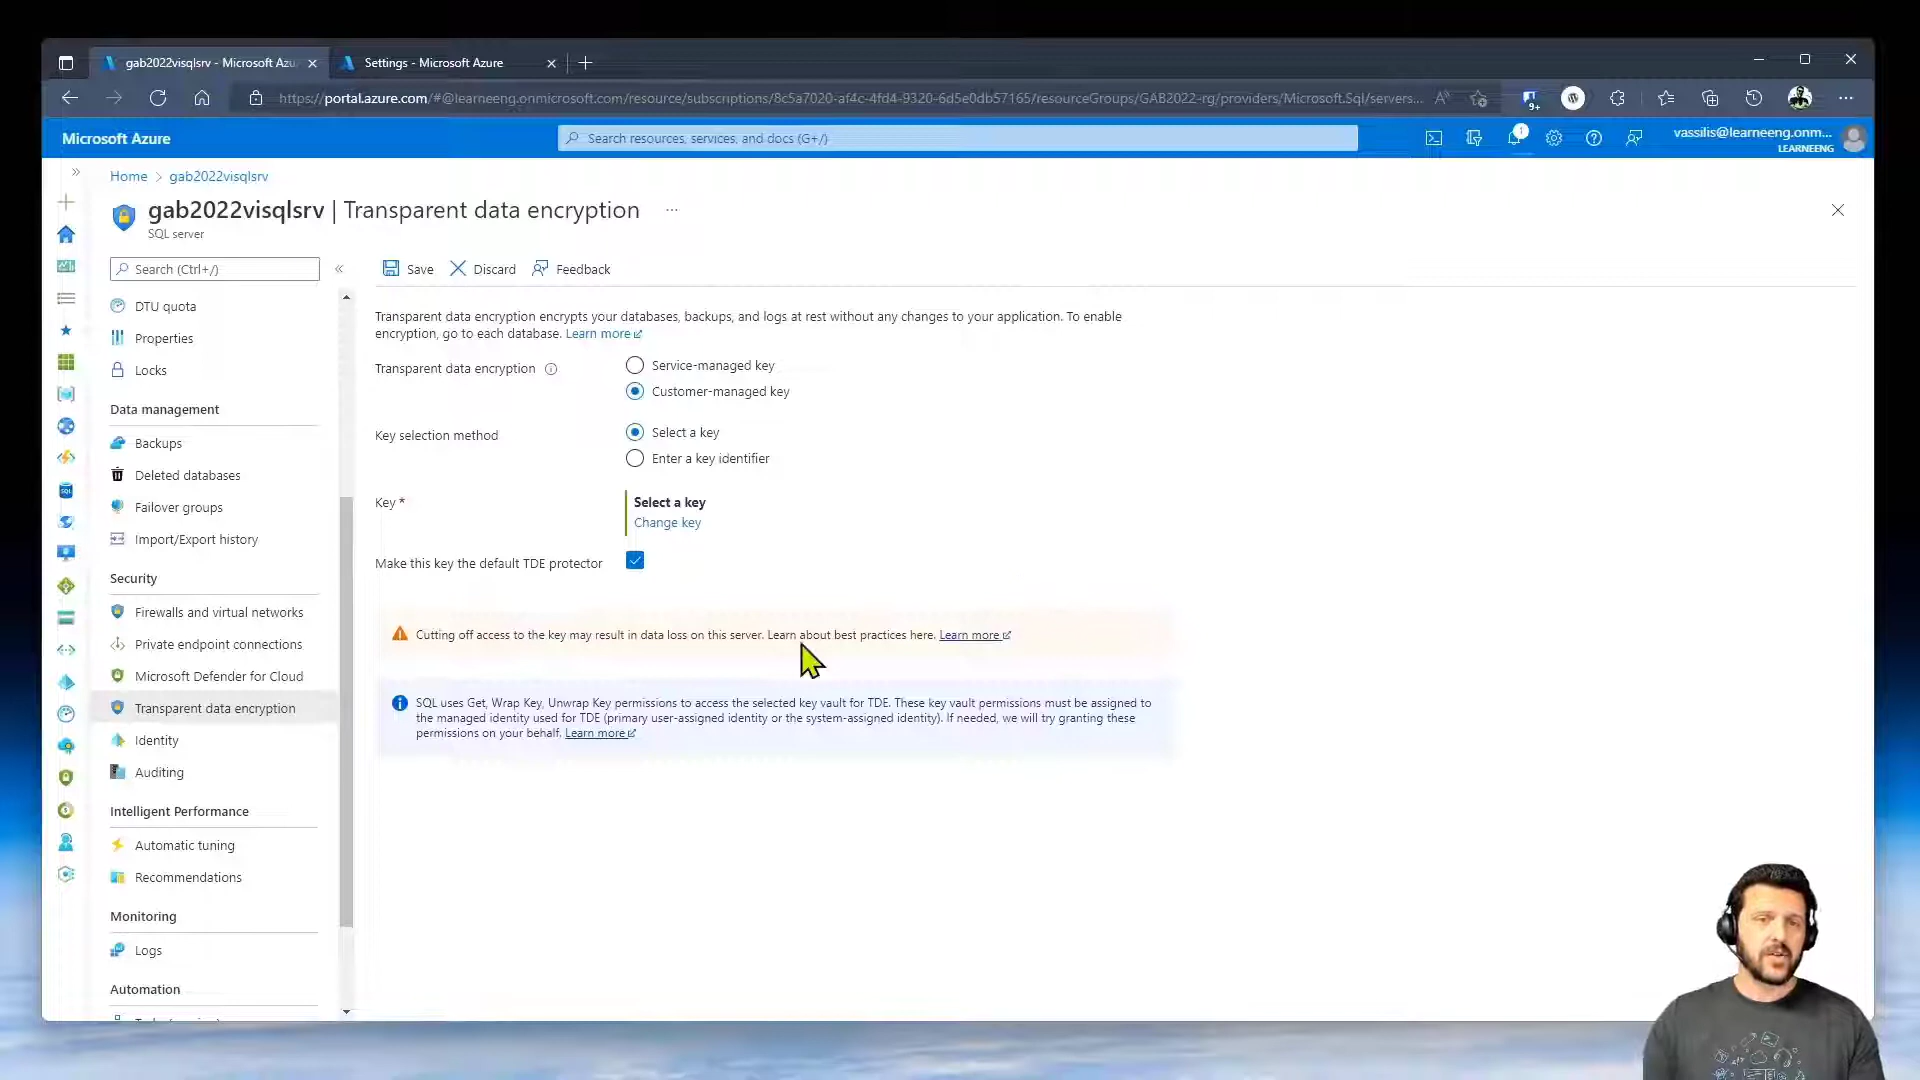 gab2022visqlsrv - Microsoft Azu
Settings - Microsoft Azure
https://portal.azure.com/#@learneeng.onmicrosoft.com/resource/subscriptions/8c5a7020-af4c-4fd4-9320-6d5e0db57165/resourceGroups/GAB2022-rg/providers/Microsoft.Sql/servers...
9+
Microsoft Azure
Search resources, services, and docs (G+/)
1
vassilis@learneeng.onm...
LEARNEENG
Home > gab2022visqlsrv
gab2022visqlsrv | Transparent data encryption ...
SQL server
Search (Ctrl+/)
Save
Discard
Feedback
DTU quota
Properties
Locks
Data management
Backups
Deleted databases
Failover groups
Import/Export history
Security
Firewalls and virtual networks
Private endpoint connections
Microsoft Defender for Cloud
Transparent data encryption
Identity
Auditing
Intelligent Performance
Automatic tuning
Recommendations
Monitoring
Logs
Automation
Transparent data encryption encrypts your databases, backups, and logs at rest without any changes to your application. To enable
encryption, go to each database. Learn more
Transparent data encryption
Service-managed key
Customer-managed key
Key selection method
Select a key
Enter a key identifier
Key *
Select a key
Change key
Make this key the default TDE protector
Cutting off access to the key may result in data loss on this server. Learn about best practices here. Learn more
SQL uses Get, Wrap Key, Unwrap Key permissions to access the selected key vault for TDE. These key vault permissions must be assigned to
the managed identity used for TDE (primary user-assigned identity or the system-assigned identity). If needed, we will try granting these
permissions on your behalf. Learn more